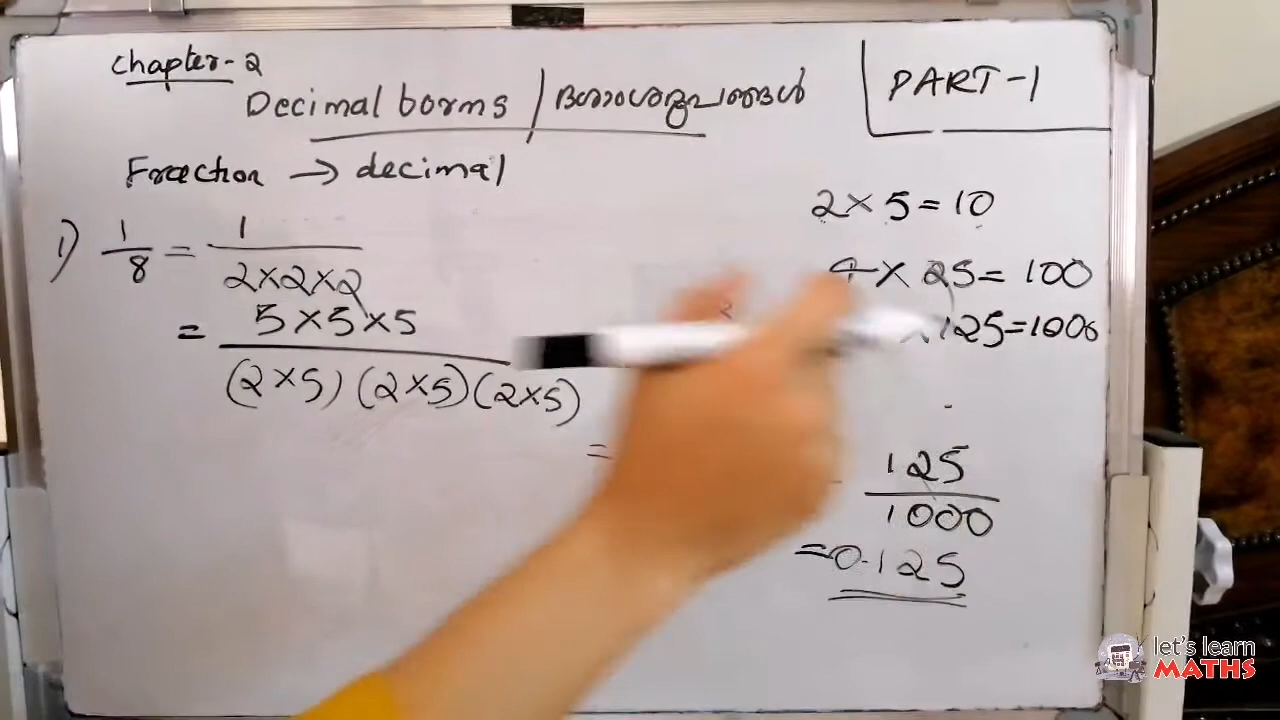 Chapter-2
Decimal borms / ദശാംശരൂപങ്ങൾ
PART-1
Fraction → decimal
1) 1/8 = 1/(2×2×2)
= 5×5×5/(2×5)(2×5)(2×5)
=
2×5=10
4×25=100
×125=1000
125/1000
=0.125
let's learn
MATHS